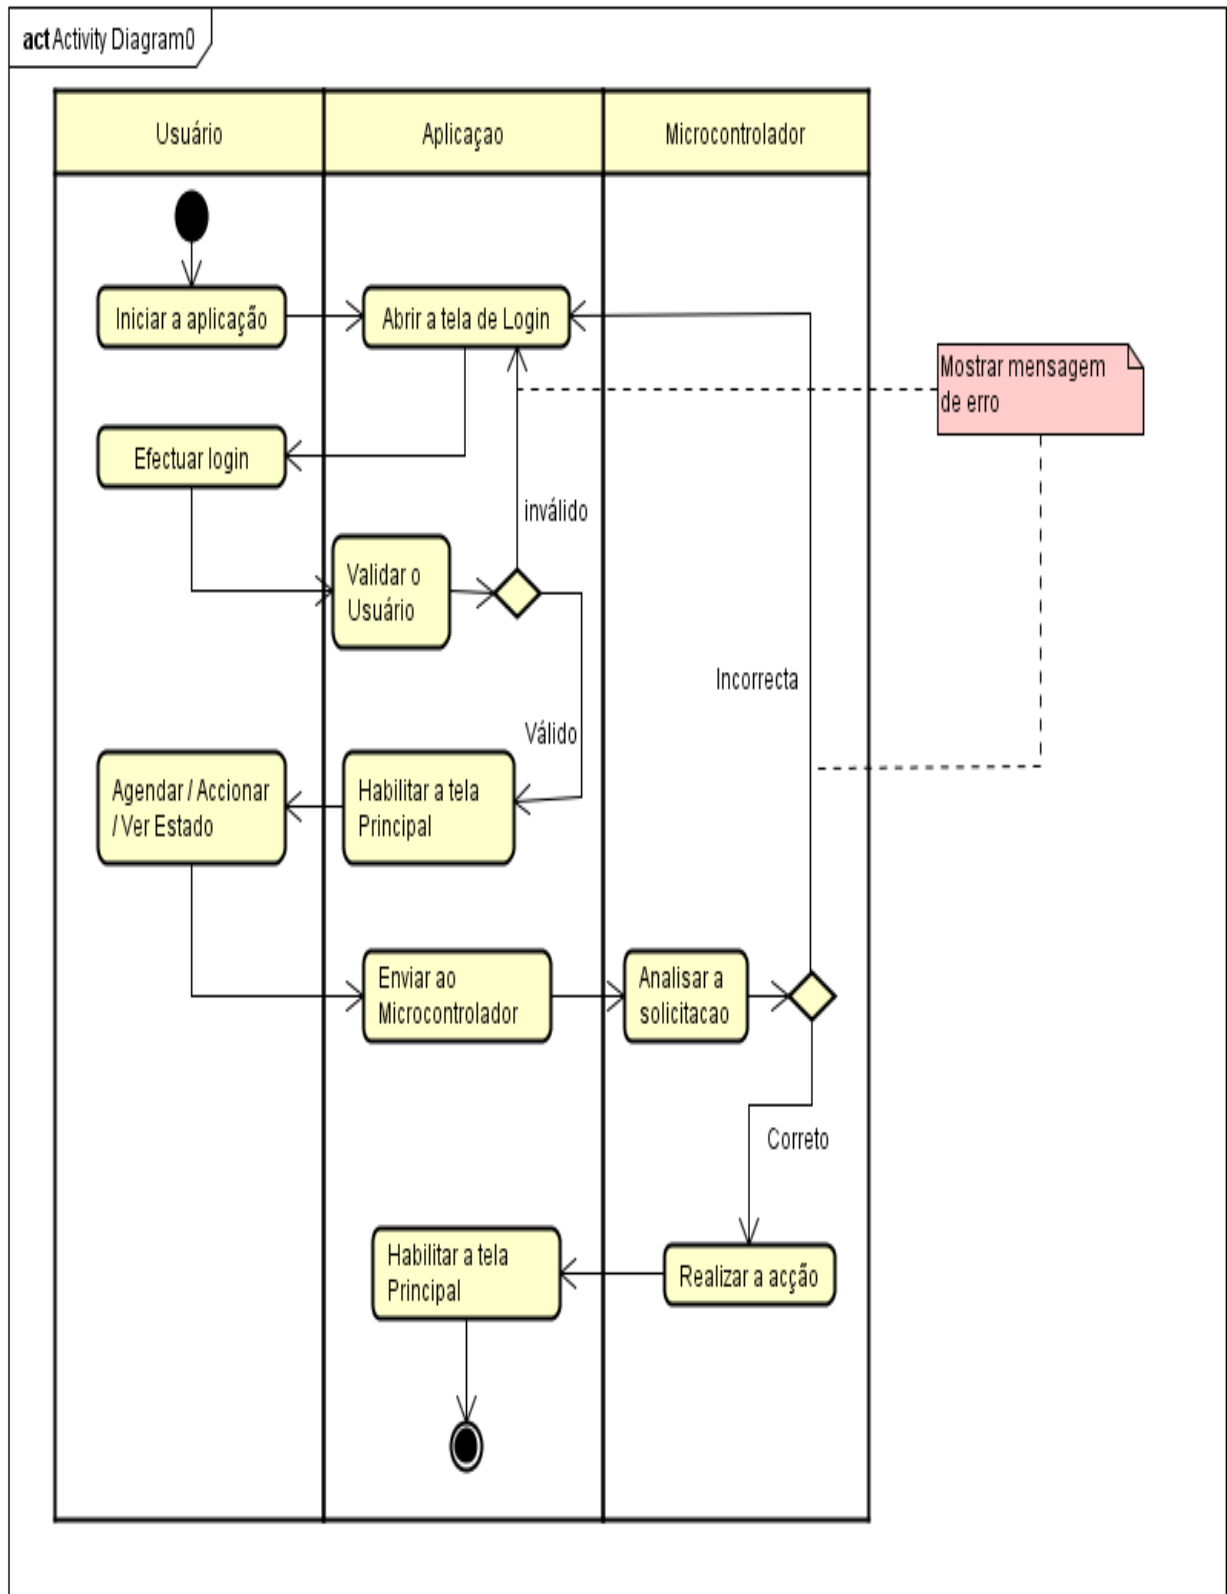 act Activity Diagram0
Usuário
Aplicaçao
Microcontrolador
Iniciar a aplicação
Abrir a tela de Login
Mostrar mensagem
de erro
Efectuar login
inválido
Validar o
Usuário
Incorrecta
Válido
Agendar / Accionar
/ Ver Estado
Habilitar a tela
Principal
Enviar ao
Microcontrolador
Analisar a
solicitacao
Correto
Habilitar a tela
Principal
Realizar a acção